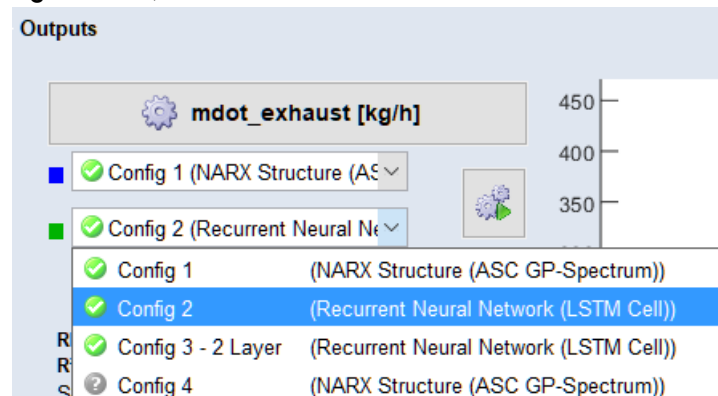 Outputs
mdot_exhaust [kg/h]
450
400
350
Config 1 (NARX Structure (AS
Config 2 (Recurrent Neural Ne
Config 1 (NARX Structure (ASC GP-Spectrum))
Config 2 (Recurrent Neural Network (LSTM Cell))
Config 3 - 2 Layer (Recurrent Neural Network (LSTM Cell))
Config 4 (NARX Structure (ASC GP-Spectrum))